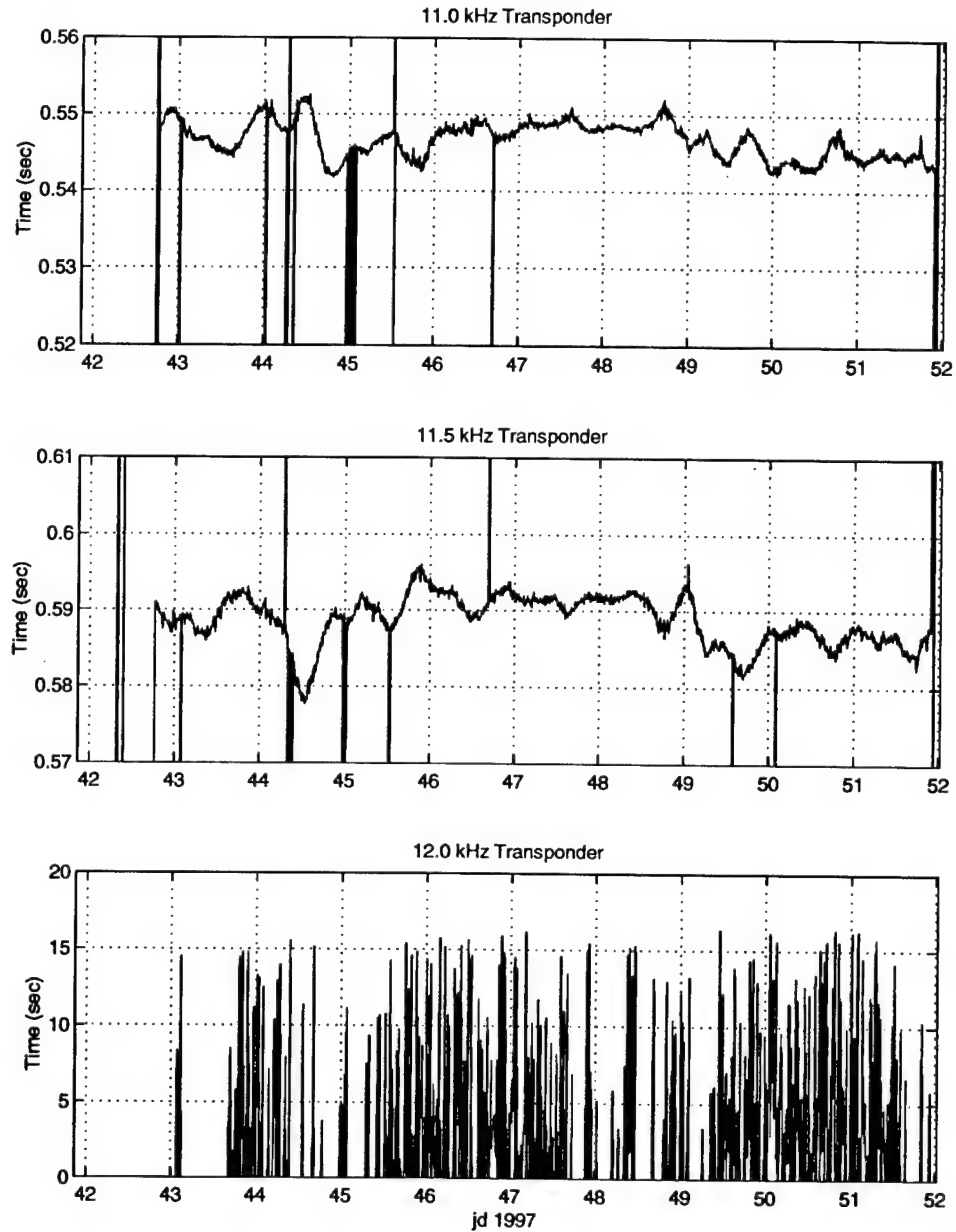 11.0 kHz Transponder
0.56
0.55
0.54
0.53
0.52
Time (sec)
42 43 44 45 46 47 48 49 50 51 52
11.5 kHz Transponder
0.61
0.6
0.59
0.58
0.57
Time (sec)
42 43 44 45 46 47 48 49 50 51 52
12.0 kHz Transponder
20
15
10
5
0
Time (sec)
42 43 44 45 46 47 48 49 50 51 52
jd 1997